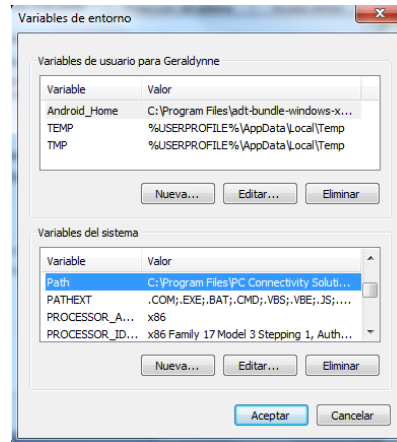 Variables de entorno
Variables de usuario para Geraldynne
Variable Valor
Android_Home C:\Program Files\adt-bundle-windows-x...
TEMP %USERPROFILE%\AppData\Local\Temp
TMP %USERPROFILE%\AppData\Local\Temp
Nueva... Editar... Eliminar
Variables del sistema
Variable Valor
Path C:\Program Files\PC Connectivity Soluti...
PATHEXT .COM;.EXE;.BAT;.CMD;.VBS;.VBE;.JS;....
PROCESSOR_A... x86
PROCESSOR_ID... x86 Family 17 Model 3 Stepping 1, Auth...
Nueva... Editar... Eliminar
Aceptar Cancelar